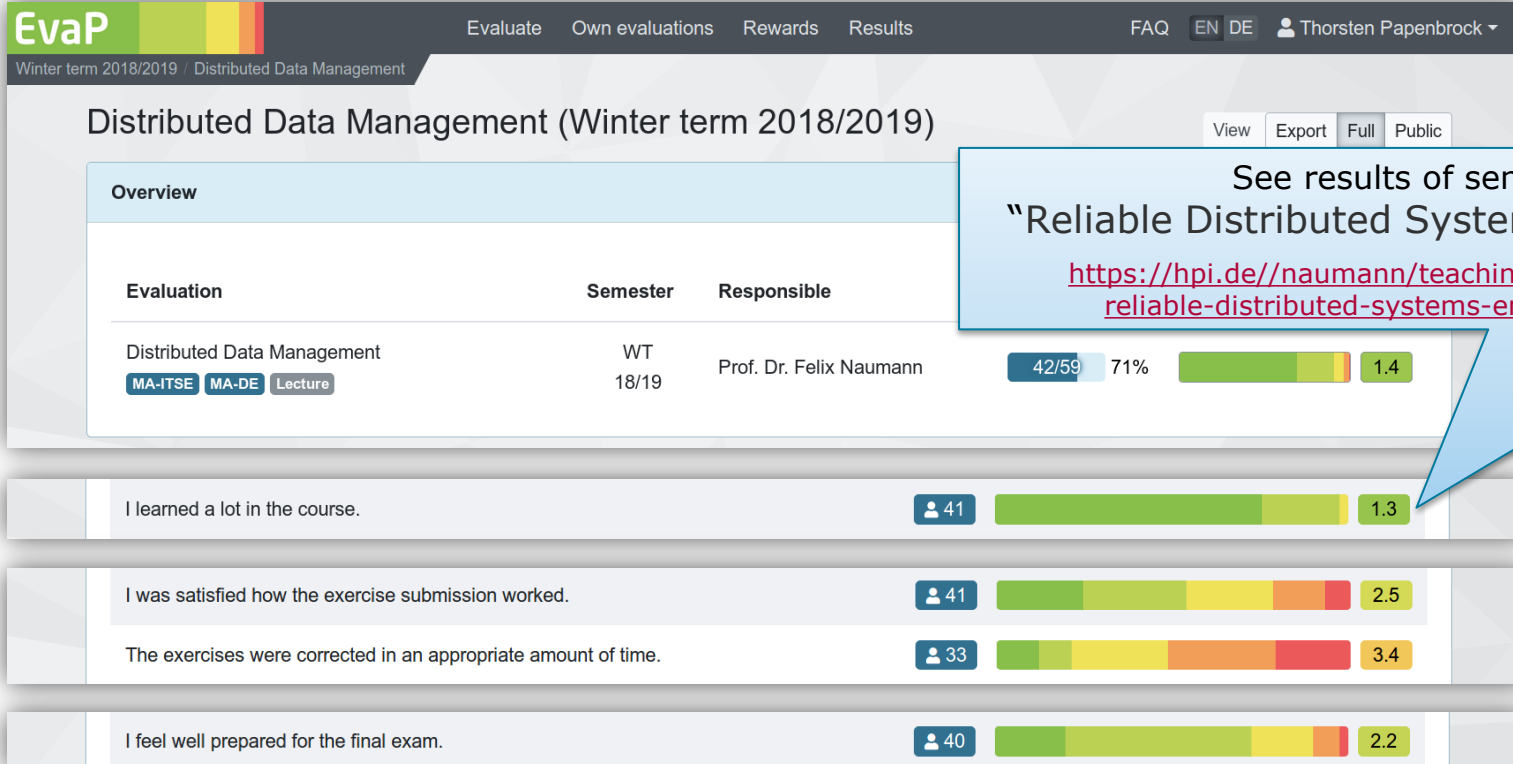 EvaP
Evaluate Own evaluations Rewards Results FAQ EN DE Thorsten Papenbrock
Winter term 2018/2019 / Distributed Data Management
Distributed Data Management (Winter term 2018/2019)
View Export Full Public
Overview
See results of
"Reliable Distributed
https://hpi.de//naumann/
reliable-distributed-systems-
Evaluation Semester Responsible
Distributed Data Management
MA-ITSE MA-DE Lecture
WT
18/19
Prof. Dr. Felix Naumann
42/59 71% 1.4
I learned a lot in the course. 41 1.3
I was satisfied how the exercise submission worked. 41 2.5
The exercises were corrected in an appropriate amount of time. 33 3.4
I feel well prepared for the final exam. 40 2.2